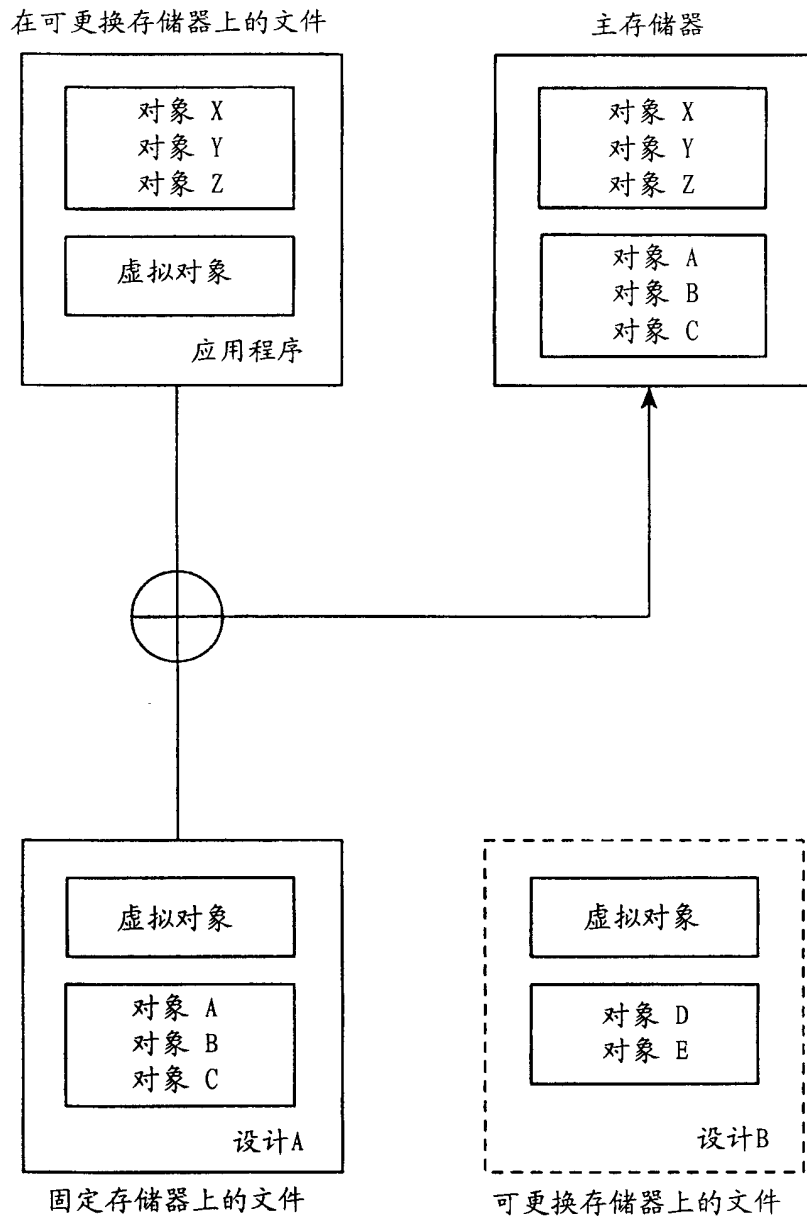 在可更换存储器上的文件
对象 X
对象 Y
对象 Z
虚拟对象
应用程序
主存储器
对象 X
对象 Y
对象 Z
对象 A
对象 B
对象 C
虚拟对象
对象 A
对象 B
对象 C
设计A
固定存储器上的文件
虚拟对象
对象 D
对象 E
设计B
可更换存储器上的文件